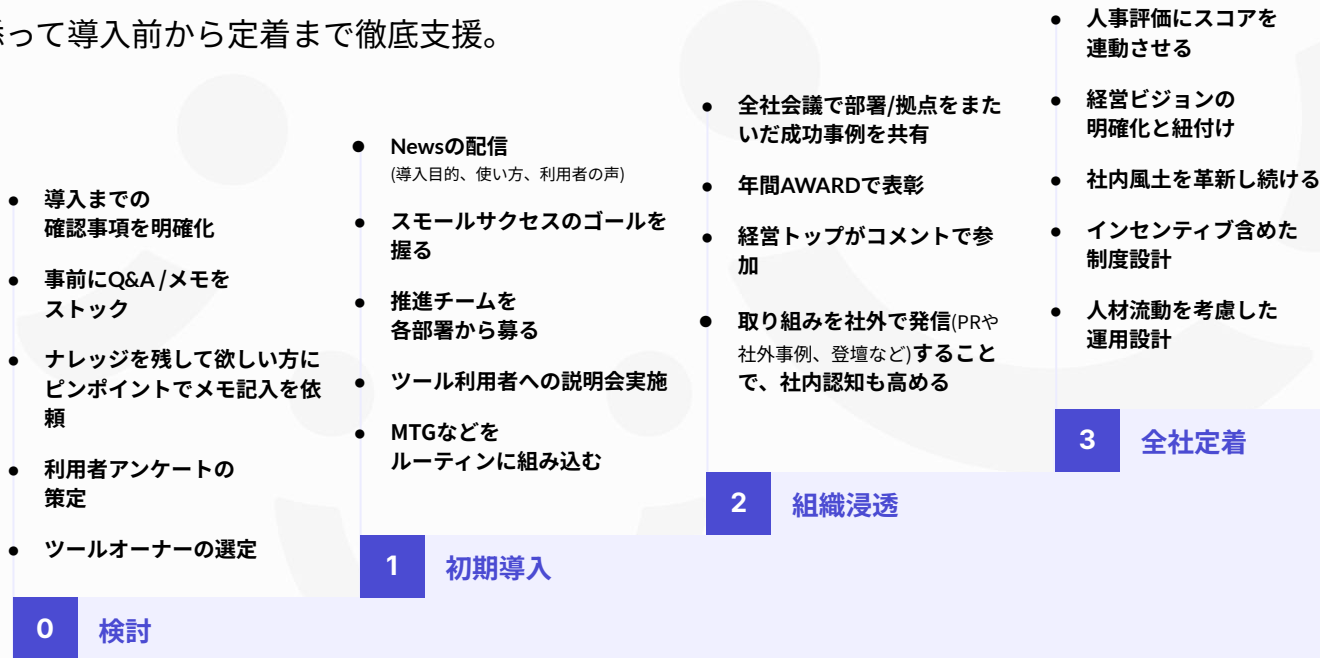 って導入前から定着まで徹底支援。
● 導入までの
確認事項を明確化
● 事前にQ&A /メモを
ストック
● ナレッジを残して欲しい方に
ピンポイントでメモ記入を依
頼
● 利用者アンケートの
策定
● ツールオーナーの選定
0 検討
● Newsの配信
(導入目的、使い方、利用者の声)
● スモールサクセスのゴールを
握る
● 推進チームを
各部署から募る
● ツール利用者への説明会実施
● MTGなどを
ルーティンに組み込む
1 初期導入
● 全社会議で部署/拠点をまた
いだ成功事例を共有
● 年間AWARDで表彰
● 経営トップがコメントで参
加
● 取り組みを社外で発信(PRや
社外事例、登壇など)すること
で、社内認知も高める
2 組織浸透
● 人事評価にスコアを
連動させる
● 経営ビジョンの
明確化と紐付け
● 社内風土を革新し続ける
● インセンティブ含めた
制度設計
● 人材流動を考慮した
運用設計
3 全社定着